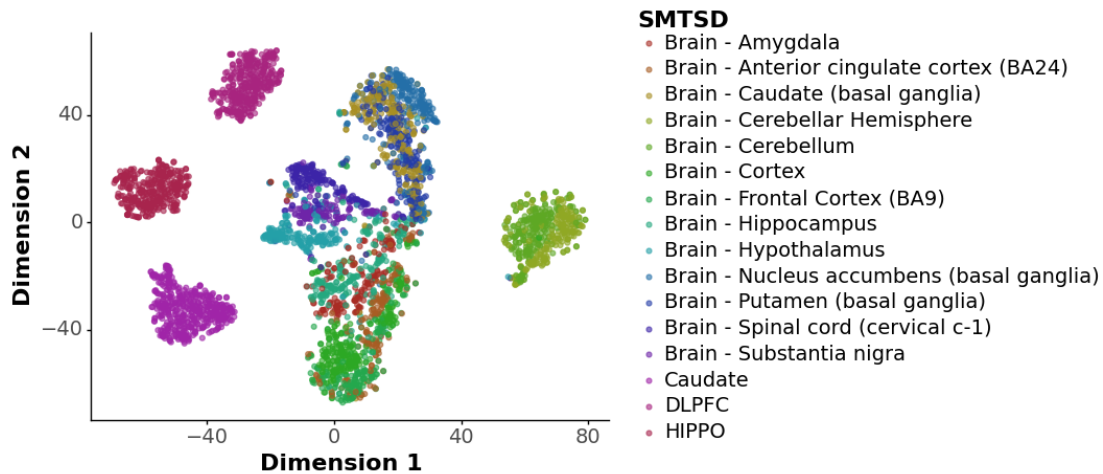 SMTSD
Brain - Amygdala
Brain - Anterior cingulate cortex (BA24)
Brain - Caudate (basal ganglia)
Brain - Cerebellar Hemisphere
Brain - Cerebellum
Brain - Cortex
Brain - Frontal Cortex (BA9)
Brain - Hippocampus
Brain - Hypothalamus
Brain - Nucleus accumbens (basal ganglia)
Brain - Putamen (basal ganglia)
Brain - Spinal cord (cervical c-1)
Brain - Substantia nigra
Caudate
DLPFC
HIPPO
Dimension 2
40
0
−40
−40 0 40 80
Dimension 1